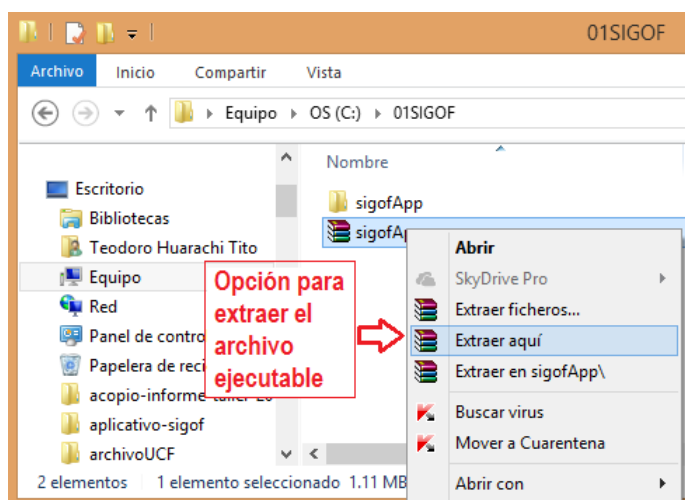 01SIGOF
Archivo Inicio Compartir Vista
Equipo OS (C:) 01SIGOF
Nombre
Escritorio
Bibliotecas
Teodoro Huarachi Tito
Equipo
Red
Panel de contro
Papelera de reci
acopio-informe-taller-20
aplicativo-sigof
archivoUCF
sigofApp
sigofAp
Opción para
extraer el
archivo
ejecutable
Abrir
SkyDrive Pro
Extraer ficheros...
Extraer aquí
Extraer en sigofApp\
Buscar virus
Mover a Cuarentena
Abrir con
2 elementos 1 elemento seleccionado 1.11 MB